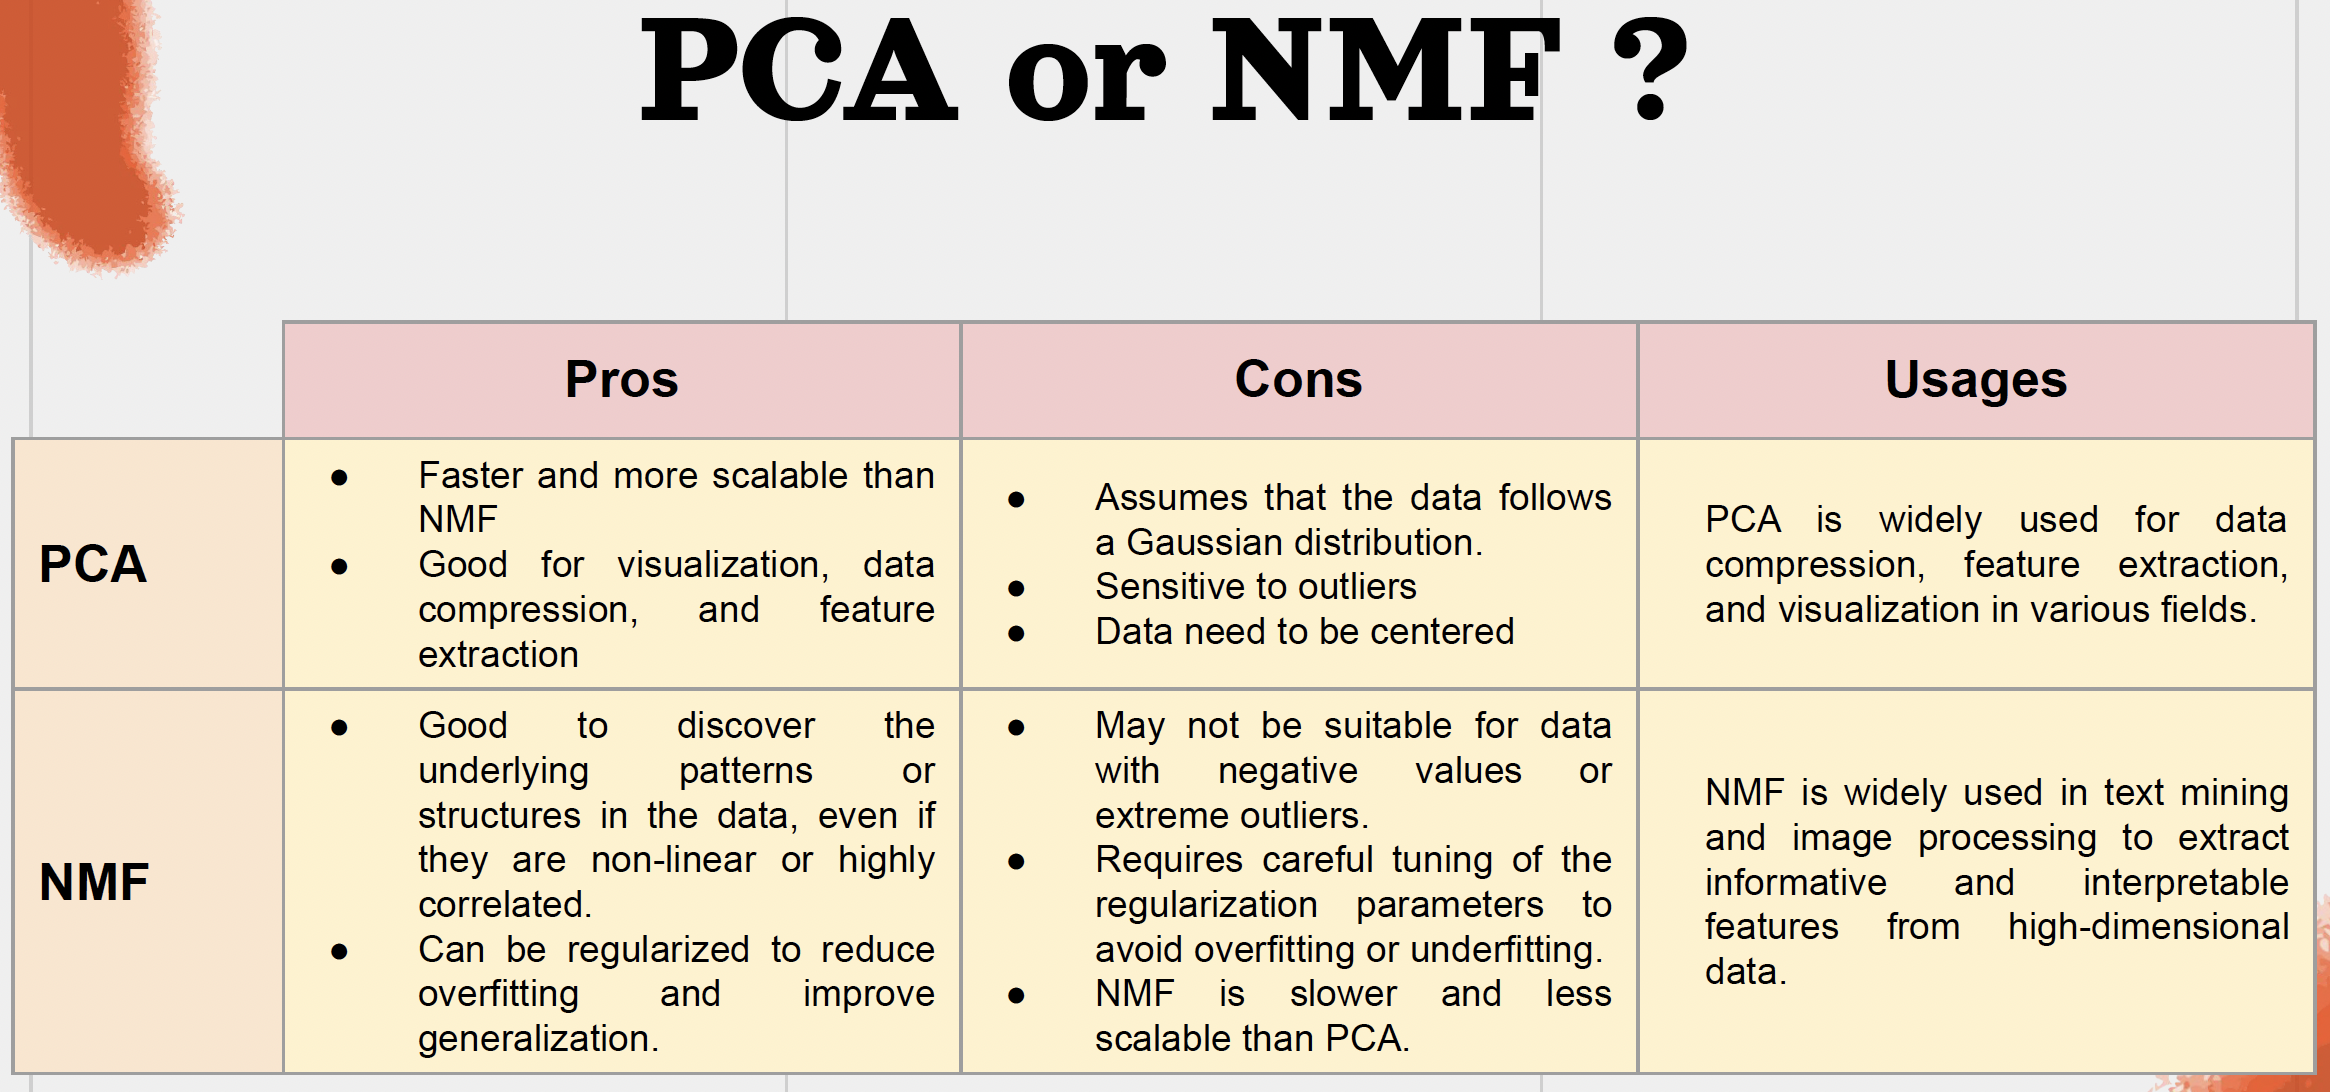 PCA or NMF ?
Pros
Cons
Usages
PCA
● Faster and more scalable than
NMF
● Good for visualization, data
compression, and feature
extraction
● Assumes that the data follows
a Gaussian distribution.
● Sensitive to outliers
● Data need to be centered
PCA is widely used for data
compression, feature extraction,
and visualization in various fields.
NMF
● Good to discover the
underlying patterns or
structures in the data, even if
they are non-linear or highly
correlated.
● Can be regularized to reduce
overfitting and improve
generalization.
● May not be suitable for data
with negative values or
extreme outliers.
● Requires careful tuning of the
regularization parameters to
avoid overfitting or underfitting.
● NMF is slower and less
scalable than PCA.
NMF is widely used in text mining
and image processing to extract
informative and interpretable
features from high-dimensional
data.